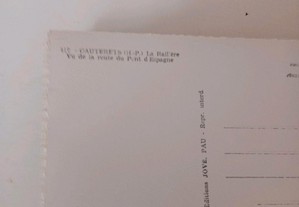 CAUTERETS (H.-P.) La Raillère
Vu de la route du Pont d'Espagne
Editions JOVE, PAU - Repr. interd